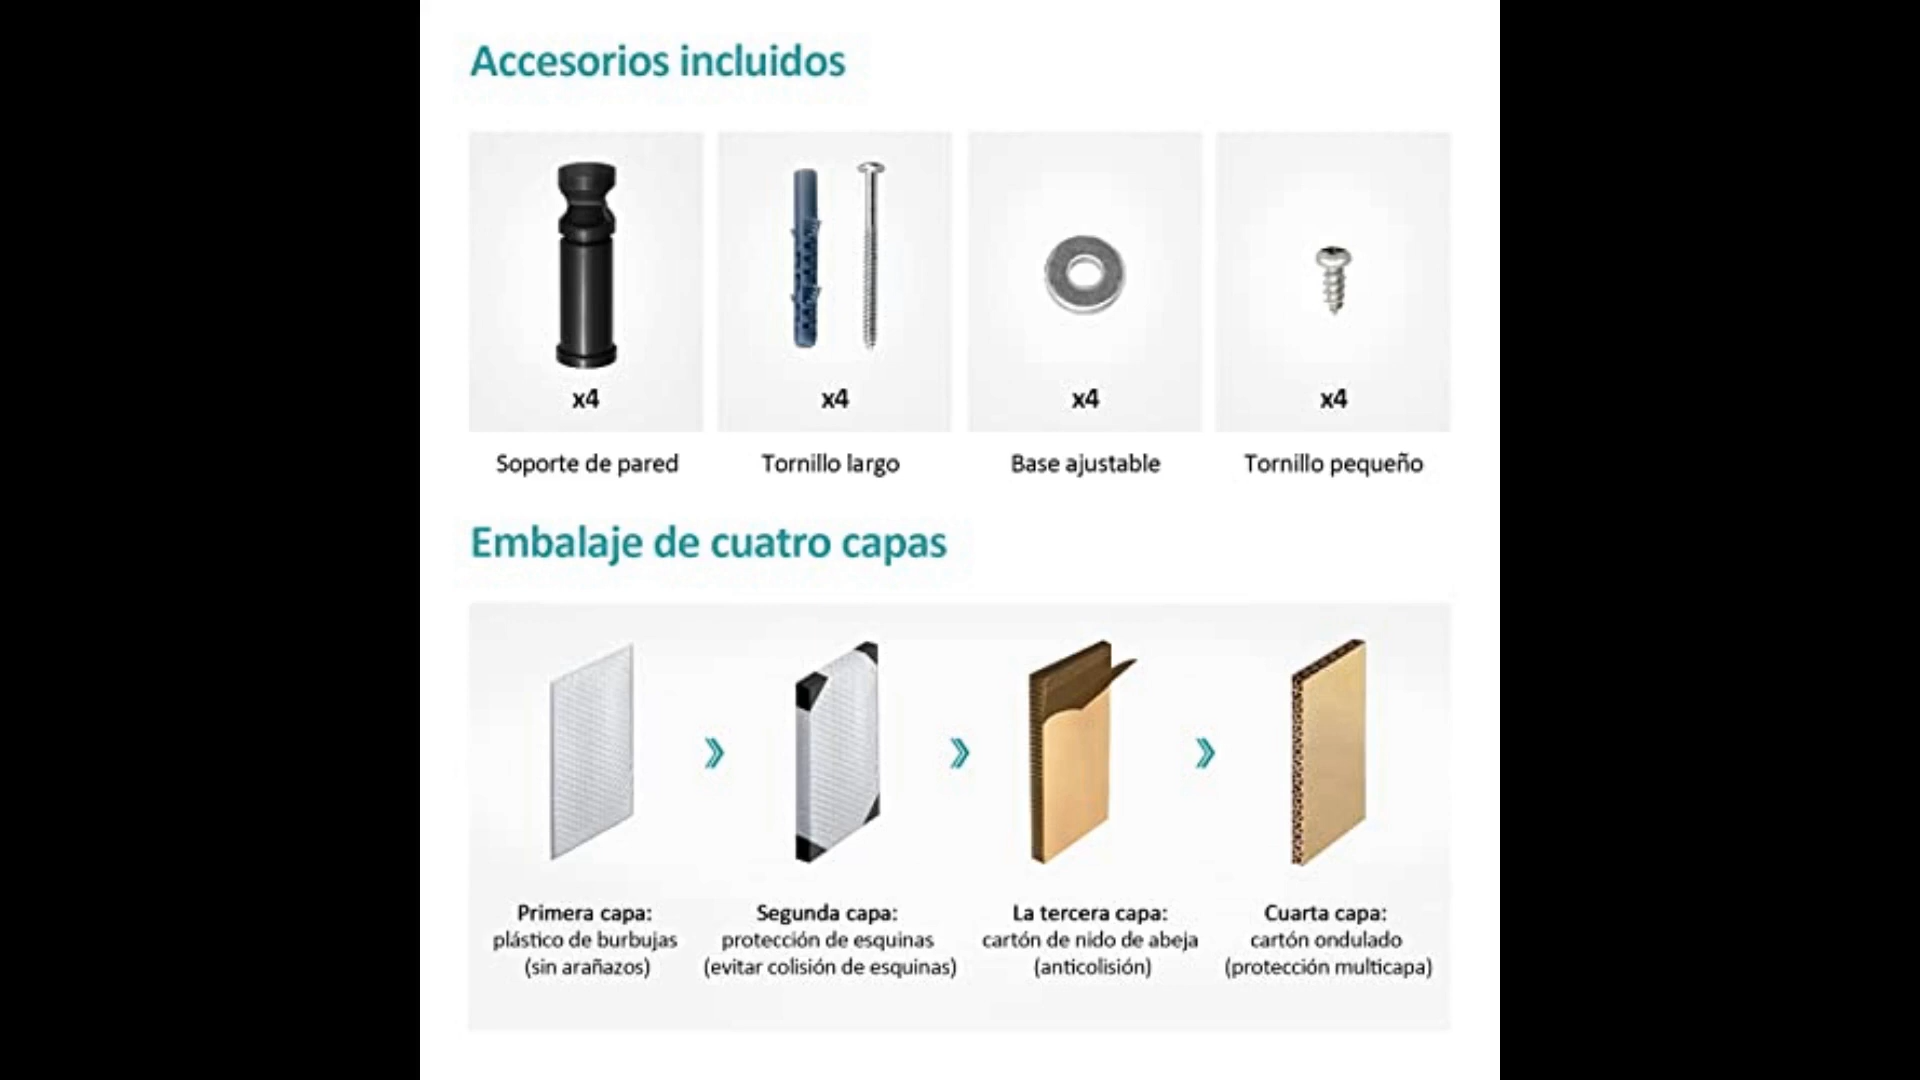 Accesorios incluidos
x4
x4
x4
x4
Soporte de pared
Tornillo largo
Base ajustable
Tornillo pequeño
Embalaje de cuatro capas
Primera capa:
plástico de burbujas
(sin arañazos)
Segunda capa:
protección de esquinas
(evitar colisión de esquinas)
La tercera capa:
cartón de nido de abeja
(anticolisión)
Cuarta capa:
cartón ondulado
(protección multicapa)